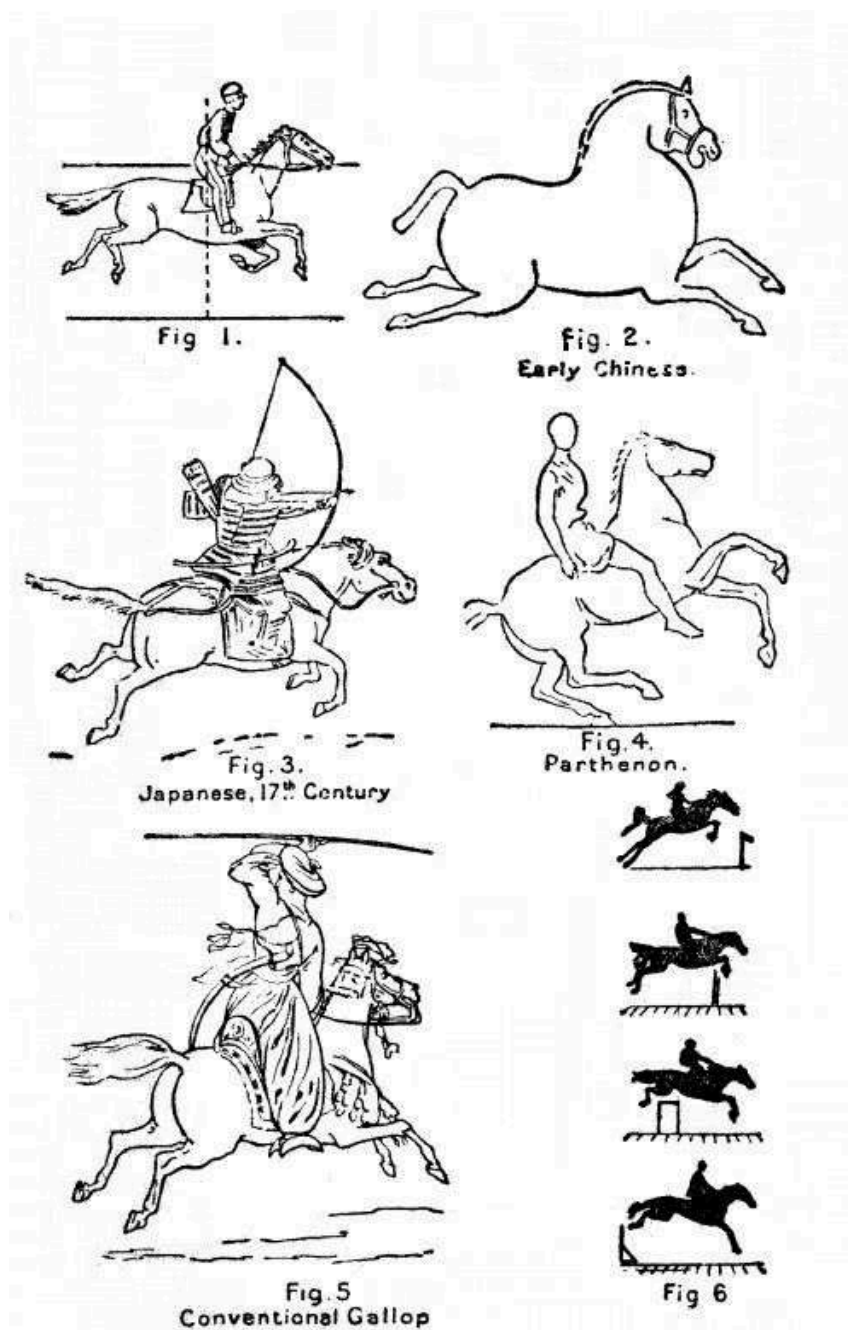 Fig 1.
Fig. 2.
Early Chinese.
Fig. 3.
Japanese, 17th Century
Fig. 4.
Parthenon.
Fig. 5
Conventional Gallop
Fig 6